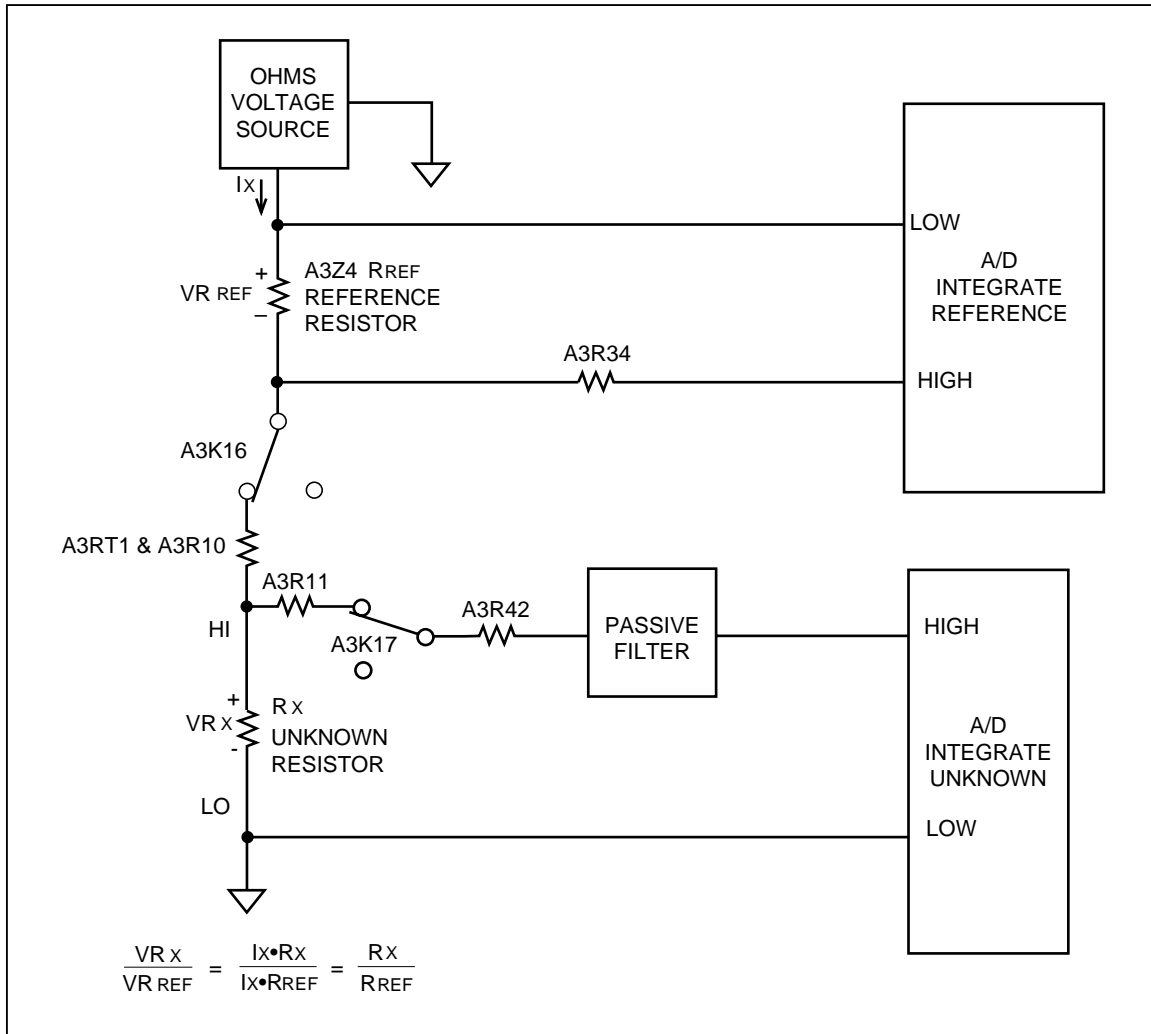 OHMS
VOLTAGE
SOURCE
IX
LOW
+
VR REF
–
A3Z4 RREF
REFERENCE
RESISTOR
A/D
INTEGRATE
REFERENCE
A3R34
HIGH
A3K16
A3RT1 & A3R10
A3R11
HI
A3K17
A3R42
PASSIVE
FILTER
HIGH
+
VR X
-
RX
UNKNOWN
RESISTOR
A/D
INTEGRATE
UNKNOWN
LO
LOW
VR X / VR REF = IX•RX / IX•RREF = RX / RREF